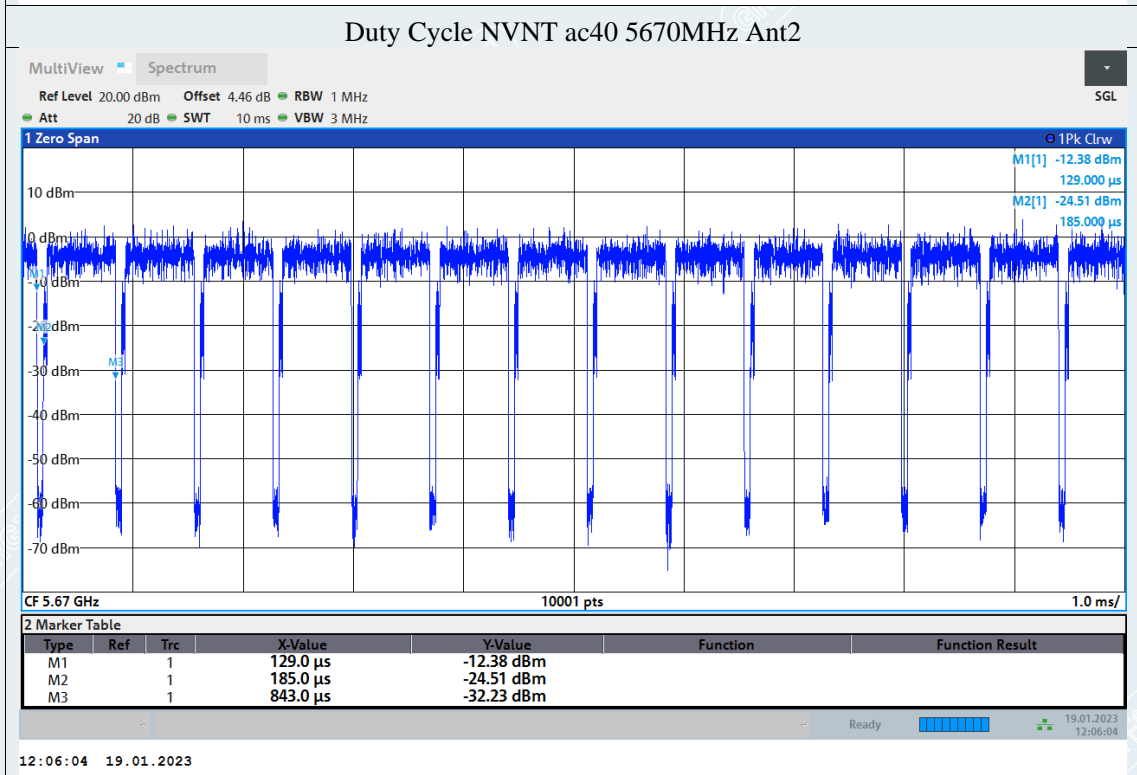 Duty Cycle NVNT ac40 5670MHz Ant2
MultiView Spectrum
Ref Level 20.00 dBm Offset 4.46 dB RBW 1 MHz SGL
Att 20 dB SWT 10 ms VBW 3 MHz
1 Zero Span 1Pk Clrw
M1[1] -12.38 dBm
129.000 µs
M2[1] -24.51 dBm
185.000 µs
10 dBm
0 dBm
M1
-10 dBm
M2
-20 dBm
M3
-30 dBm
-40 dBm
-50 dBm
-60 dBm
-70 dBm
CF 5.67 GHz 10001 pts 1.0 ms/
2 Marker Table
Type Ref Trc X-Value Y-Value Function Function Result
M1 1 129.0 µs -12.38 dBm
M2 1 185.0 µs -24.51 dBm
M3 1 843.0 µs -32.23 dBm
Ready 19.01.2023
12:06:04
12:06:04 19.01.2023